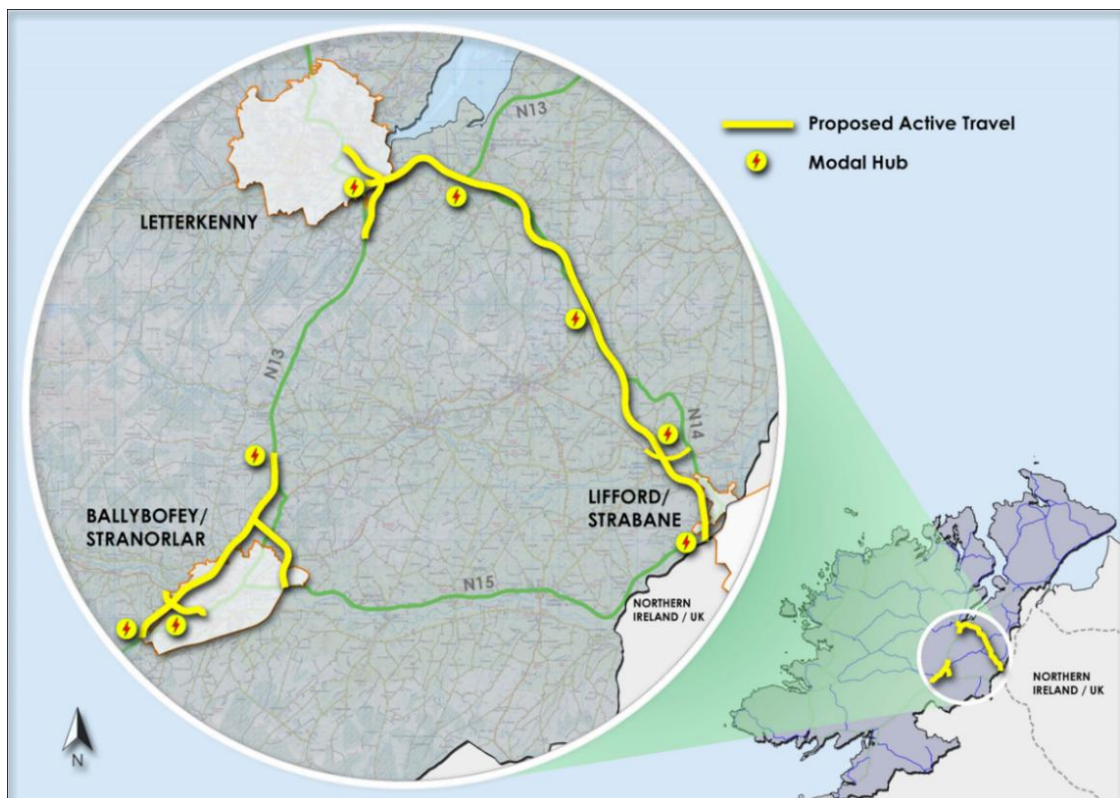 N13
Proposed Active Travel
Modal Hub
LETTERKENNY
N13
N14
BALLYBOFEY/
STRANORLAR
LIFFORD/
STRABANE
N15
NORTHERN
IRELAND / UK
NORTHERN
IRELAND / UK
N